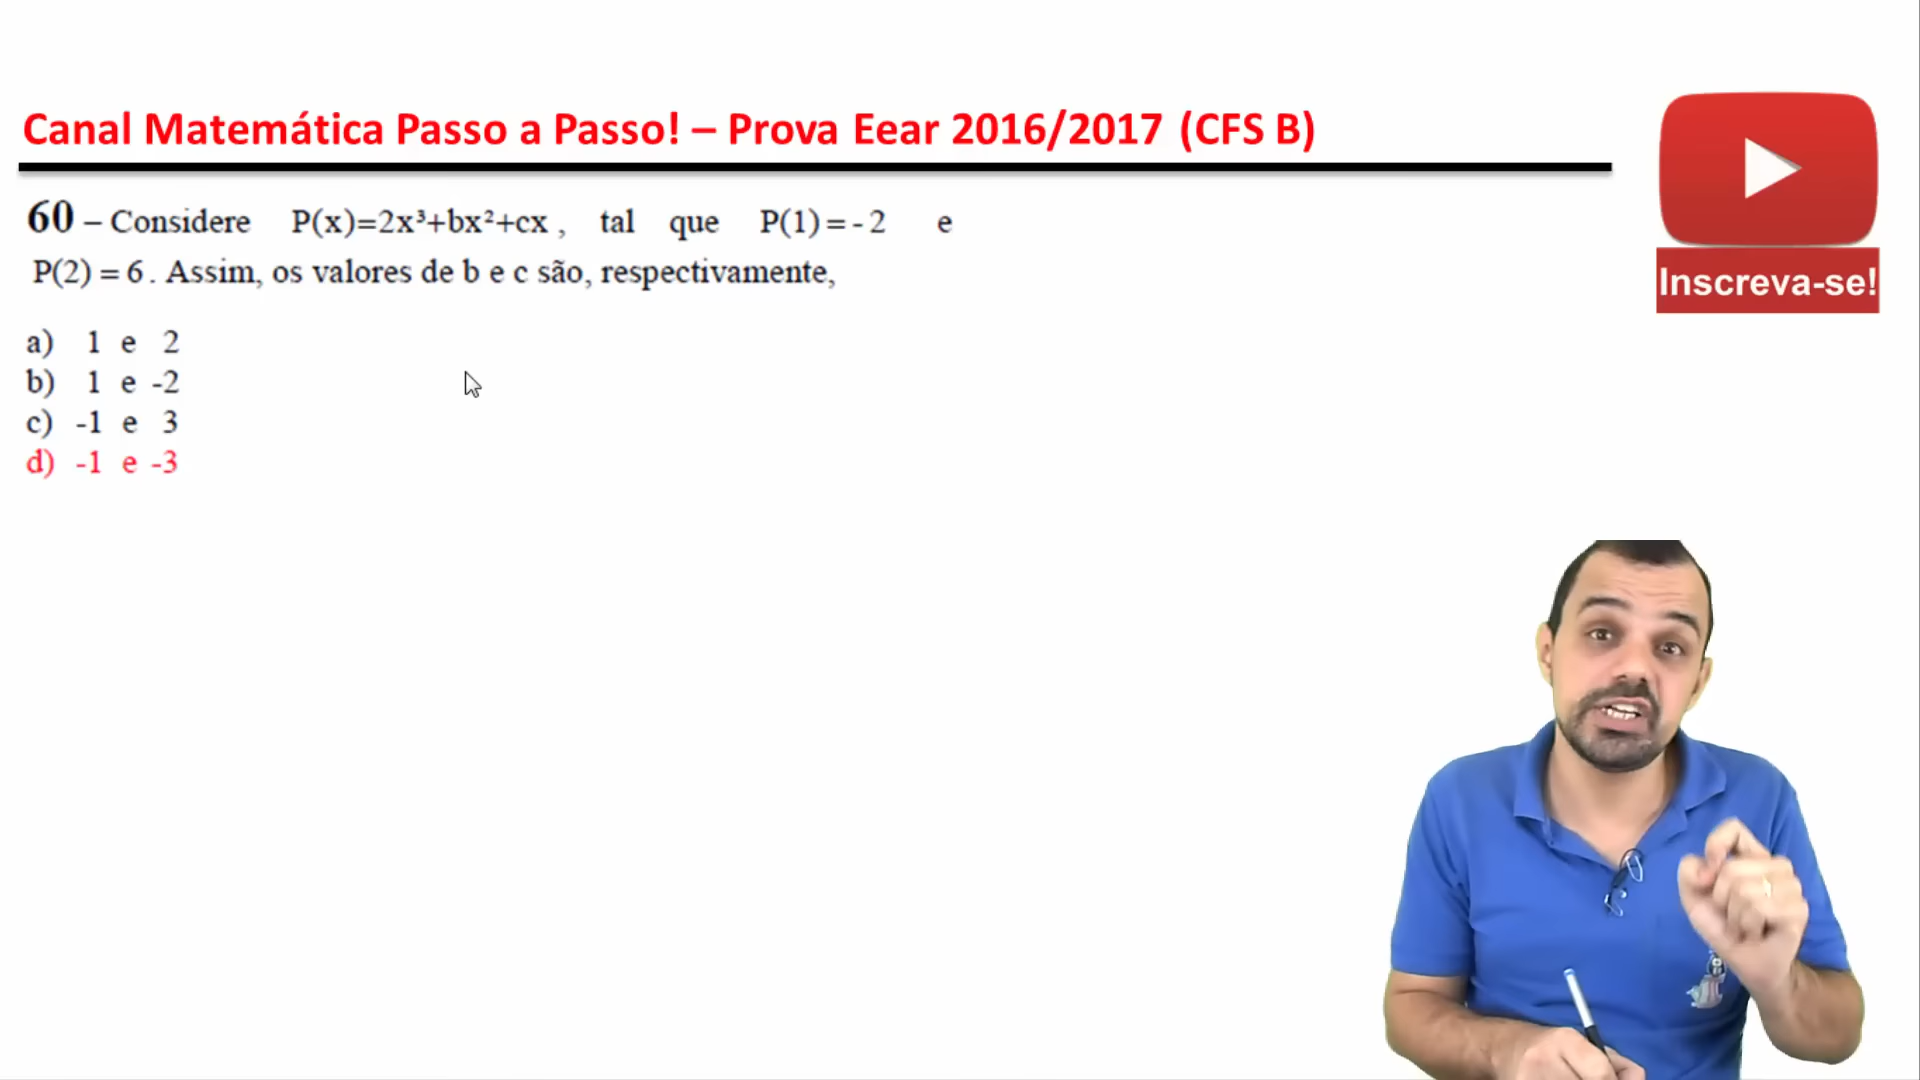 Canal Matemática Passo a Passo! – Prova Eear 2016/2017 (CFS B)
60 – Considere P(x)=2x³+bx²+cx , tal que P(1) = - 2 e
P(2) = 6 . Assim, os valores de b e c são, respectivamente,
a) 1 e 2
b) 1 e -2
c) -1 e 3
d) -1 e -3
Inscreva-se!